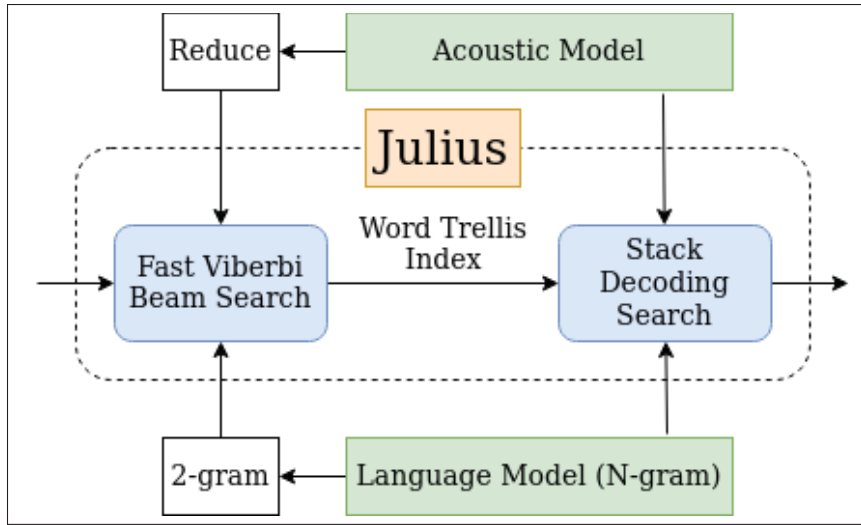 Reduce
Acoustic Model
Julius
Word Trellis
Index
Fast Viberbi
Beam Search
Stack
Decoding
Search
2-gram
Language Model (N-gram)